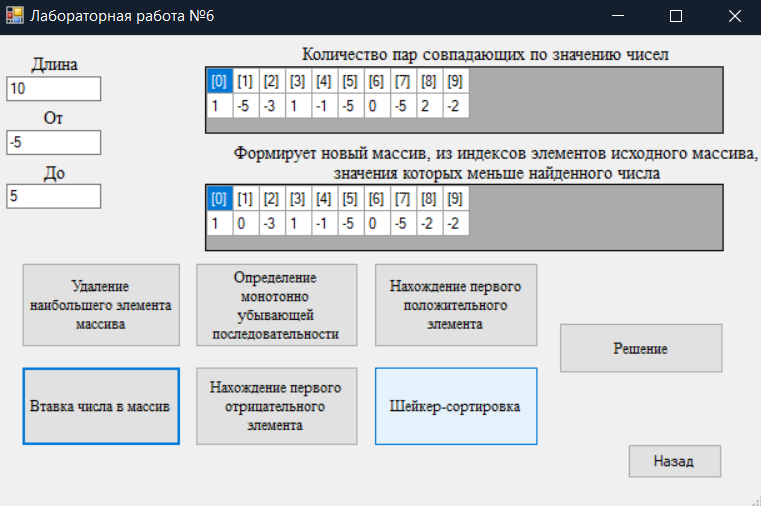 Лабораторная работа №6
Длина
10
От
-5
До
5
Количество пар совпадающих по значению чисел
[0] [1] [2] [3] [4] [5] [6] [7] [8] [9]
1 -5 -3 1 -1 -5 0 -5 2 -2
Формирует новый массив, из индексов элементов исходного массива,
значения которых меньше найденного числа
[0] [1] [2] [3] [4] [5] [6] [7] [8] [9]
1 0 -3 1 -1 -5 0 -5 -2 -2
Удаление
наибольшего элемента
массива
Определение
монотонно
убывающей
последовательности
Нахождение первого
положительного
элемента
Решение
Втавка числа в массив
Нахождение первого
отрицательного
элемента
Шейкер-сортировка
Назад